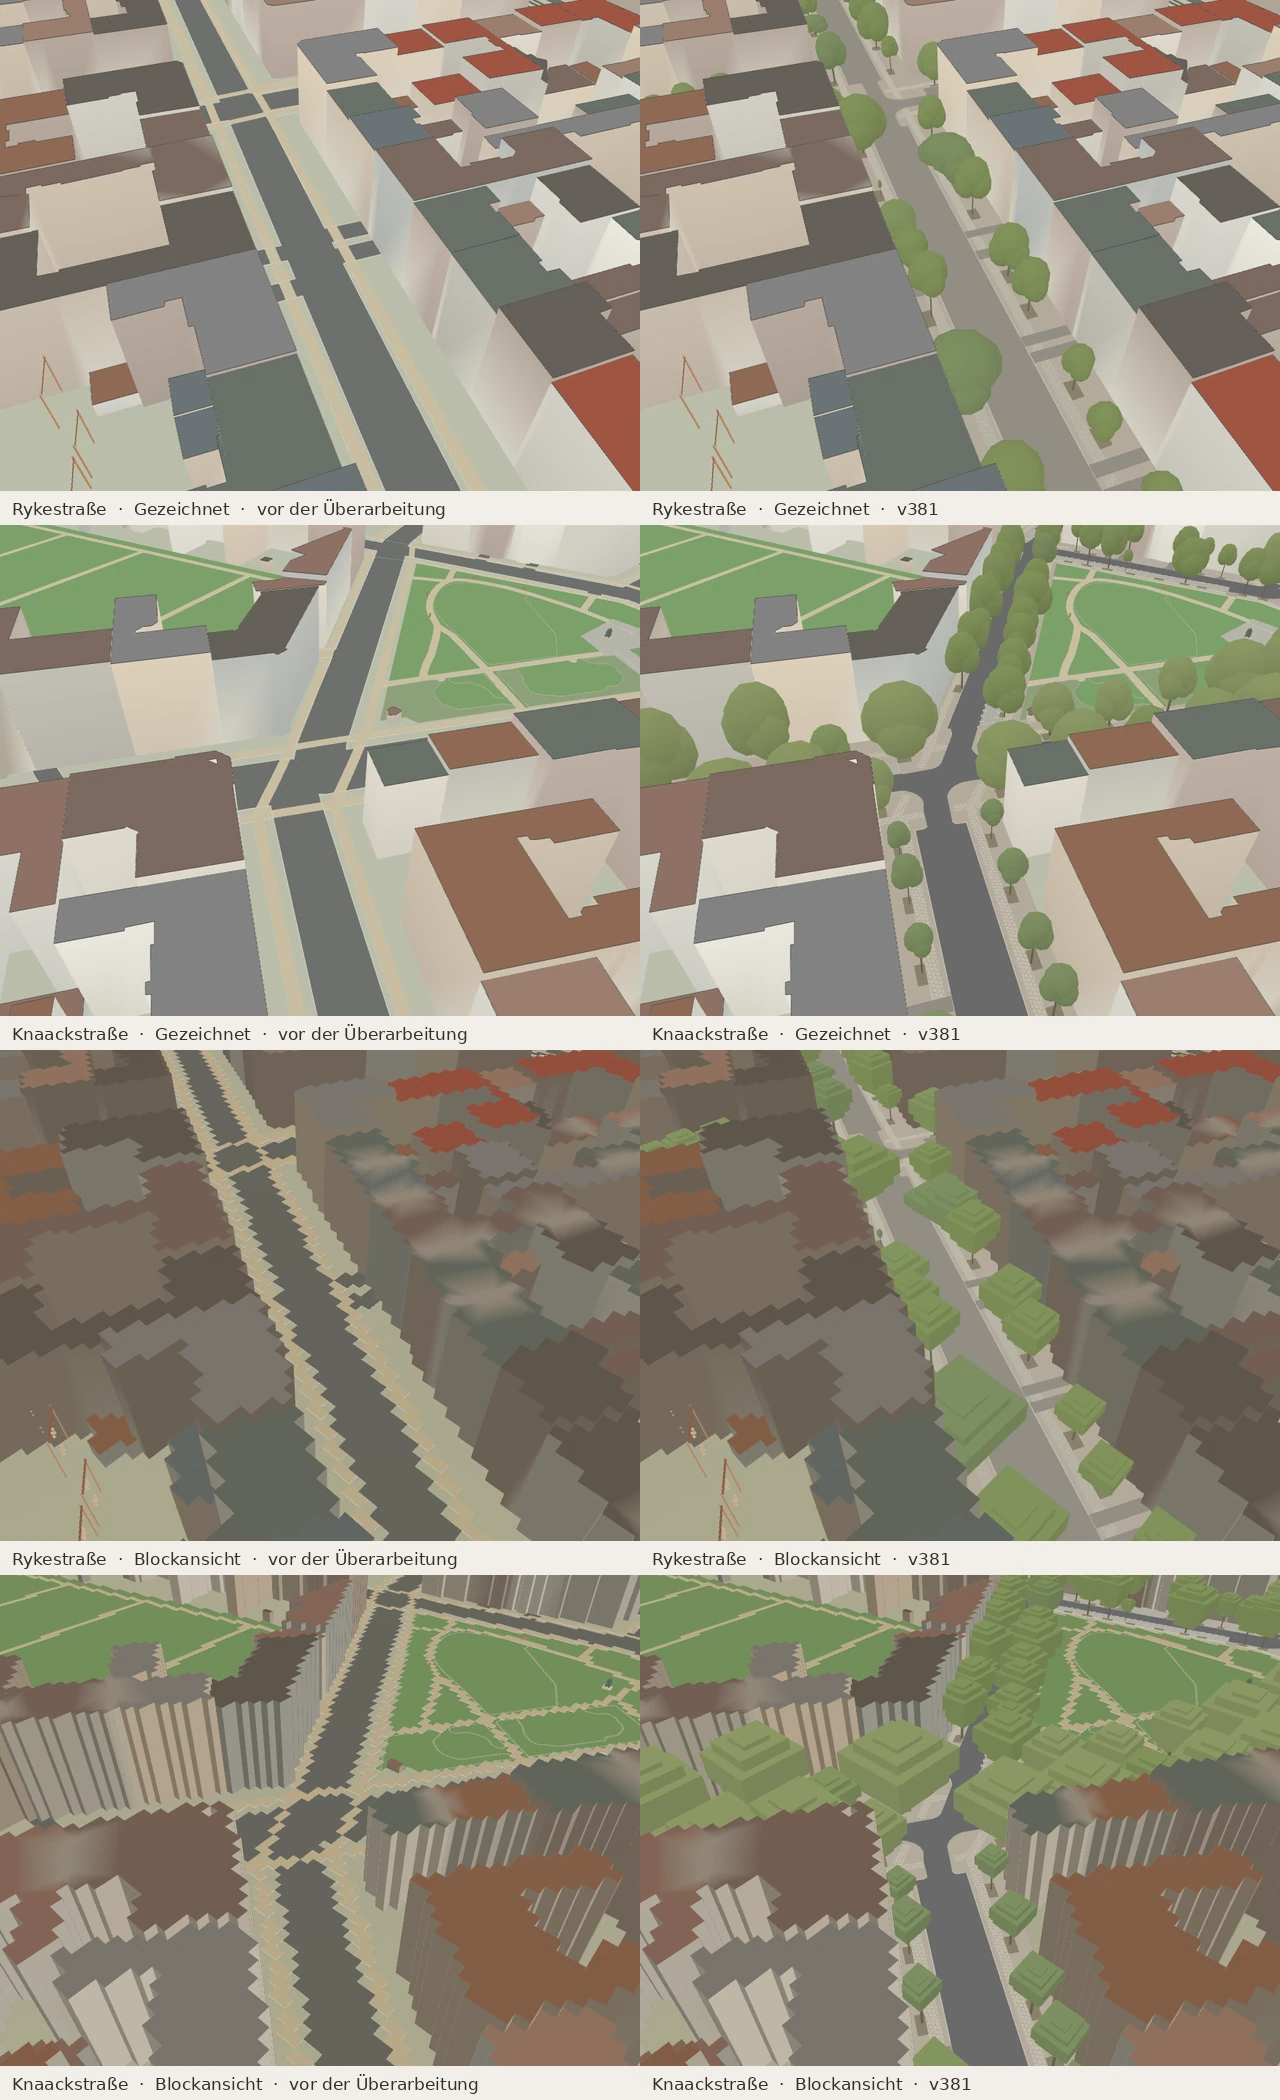 Rykestraße · Gezeichnet · vor der Überarbeitung
Rykestraße · Gezeichnet · v381
Knaackstraße · Gezeichnet · vor der Überarbeitung
Knaackstraße · Gezeichnet · v381
Rykestraße · Blockansicht · vor der Überarbeitung
Rykestraße · Blockansicht · v381
Knaackstraße · Blockansicht · vor der Überarbeitung
Knaackstraße · Blockansicht · v381